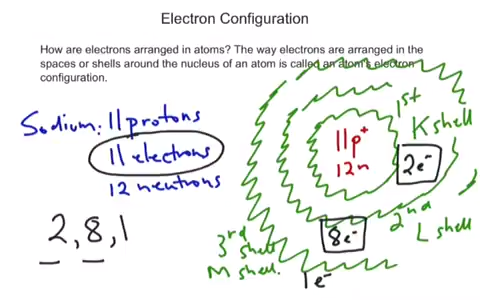 Electron Configuration
How are electrons arranged in atoms? The way electrons are arranged in the
spaces or shells around the nucleus of an atom is called an atom's electron
configuration.
Sodium: 11 protons
11 electrons
12 neutrons
2, 8, 1
11p+
12n
1st
K shell
2e-
2nd
L shell
8e-
3rd
shell
M shell.
1e-